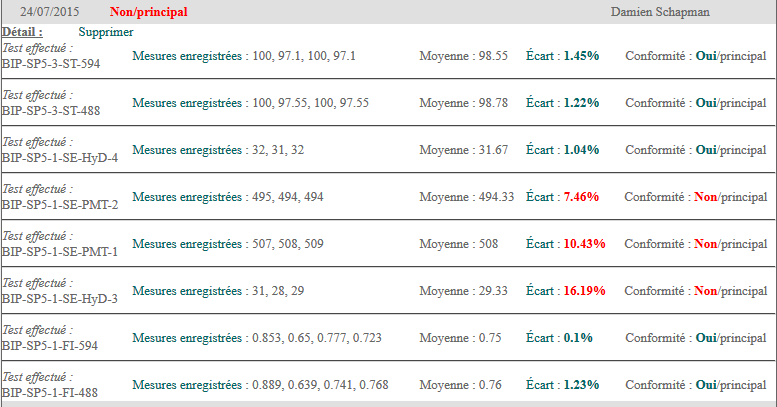 24/07/2015 Non/principal Damien Schapman
Détail : Supprimer
Test effectué :
BIP-SP5-3-ST-594 Mesures enregistrées : 100, 97.1, 100, 97.1 Moyenne : 98.55 Écart : 1.45% Conformité : Oui/principal
Test effectué :
BIP-SP5-3-ST-488 Mesures enregistrées : 100, 97.55, 100, 97.55 Moyenne : 98.78 Écart : 1.22% Conformité : Oui/principal
Test effectué :
BIP-SP5-1-SE-HyD-4 Mesures enregistrées : 32, 31, 32 Moyenne : 31.67 Écart : 1.04% Conformité : Oui/principal
Test effectué :
BIP-SP5-1-SE-PMT-2 Mesures enregistrées : 495, 494, 494 Moyenne : 494.33 Écart : 7.46% Conformité : Non/principal
Test effectué :
BIP-SP5-1-SE-PMT-1 Mesures enregistrées : 507, 508, 509 Moyenne : 508 Écart : 10.43% Conformité : Non/principal
Test effectué :
BIP-SP5-1-SE-HyD-3 Mesures enregistrées : 31, 28, 29 Moyenne : 29.33 Écart : 16.19% Conformité : Non/principal
Test effectué :
BIP-SP5-1-FI-594 Mesures enregistrées : 0.853, 0.65, 0.777, 0.723 Moyenne : 0.75 Écart : 0.1% Conformité : Oui/principal
Test effectué :
BIP-SP5-1-FI-488 Mesures enregistrées : 0.889, 0.639, 0.741, 0.768 Moyenne : 0.76 Écart : 1.23% Conformité : Oui/principal